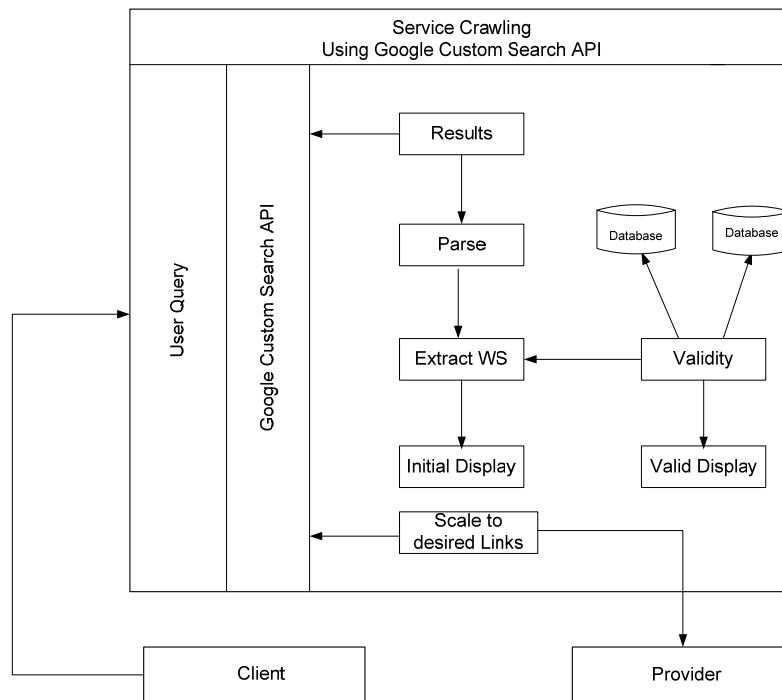 Service Crawling
Using Google Custom Search API
User Query
Google Custom Search API
Results
Parse
Database
Database
Extract WS
Validity
Initial Display
Valid Display
Scale to
desired Links
Client
Provider